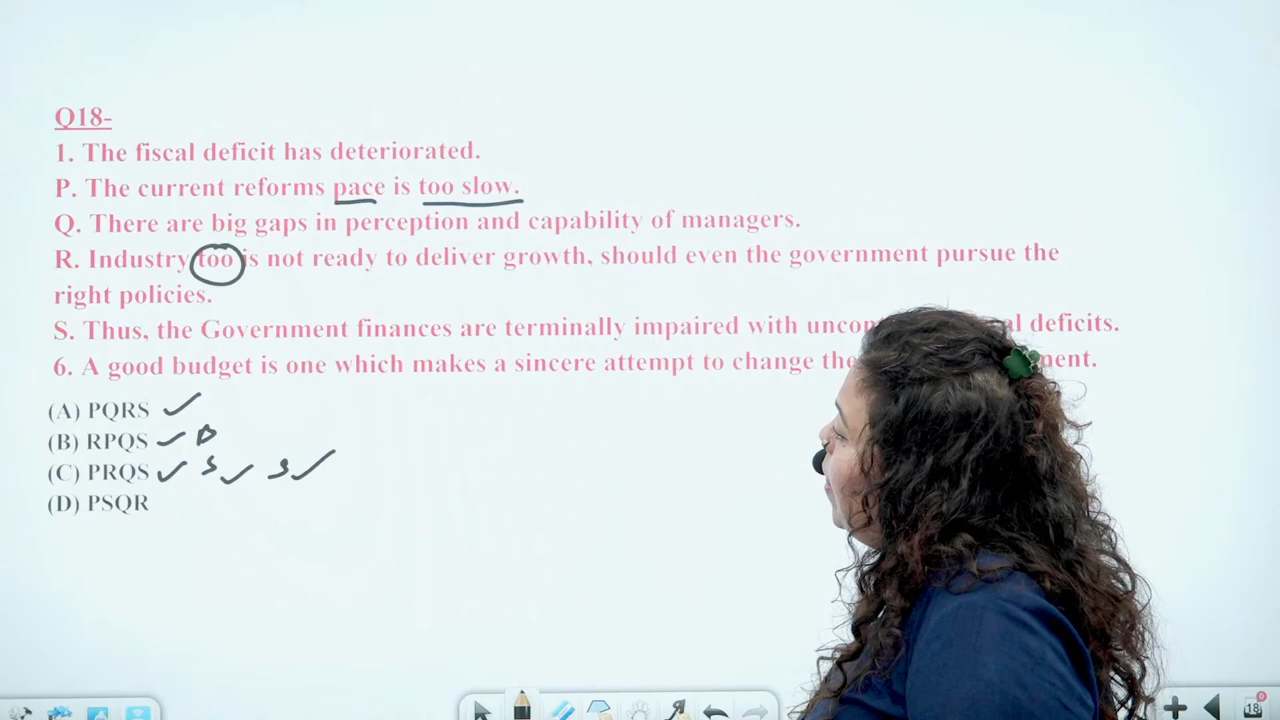 Q18-
1. The fiscal deficit has deteriorated.
P. The current reforms pace is too slow.
Q. There are big gaps in perception and capability of managers.
R. Industry too is not ready to deliver growth, should even the government pursue the
right policies.
S. Thus, the Government finances are terminally impaired with deficits.
6. A good budget is one which makes a sincere attempt to change the
(A) PQRS
(B) RPQS
(C) PRQS S S
(D) PSQR
18